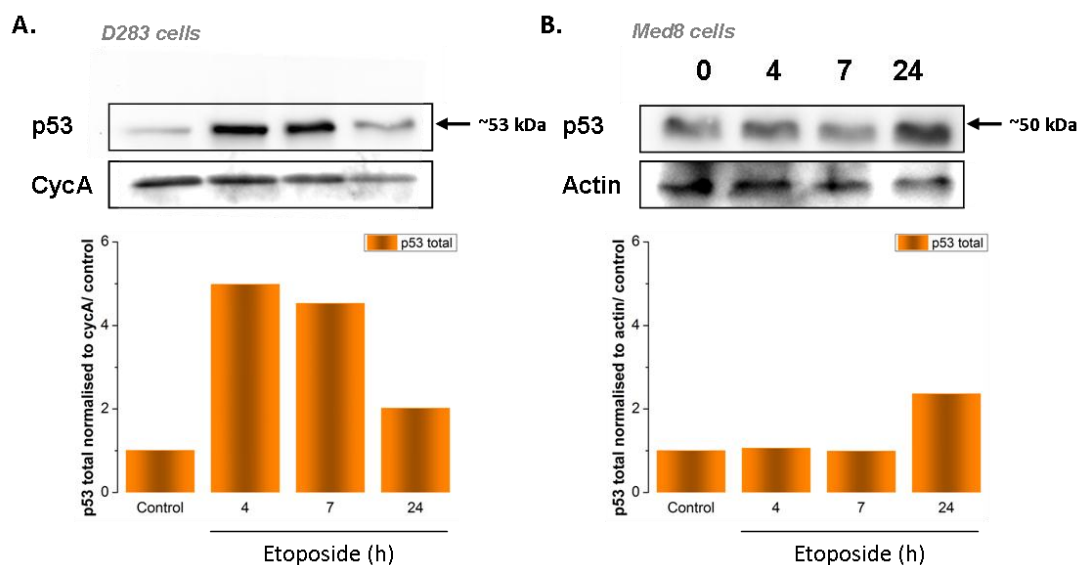 A.
D283 cells
p53
~53 kDa
CycA
p53 total normalised to cycA/ control
6
4
2
0
p53 total
Control 4 7 24
Etoposide (h)
B.
Med8 cells
0 4 7 24
p53
~50 kDa
Actin
p53 total normalised to actin/ control
6
4
2
0
p53 total
Control 4 7 24
Etoposide (h)